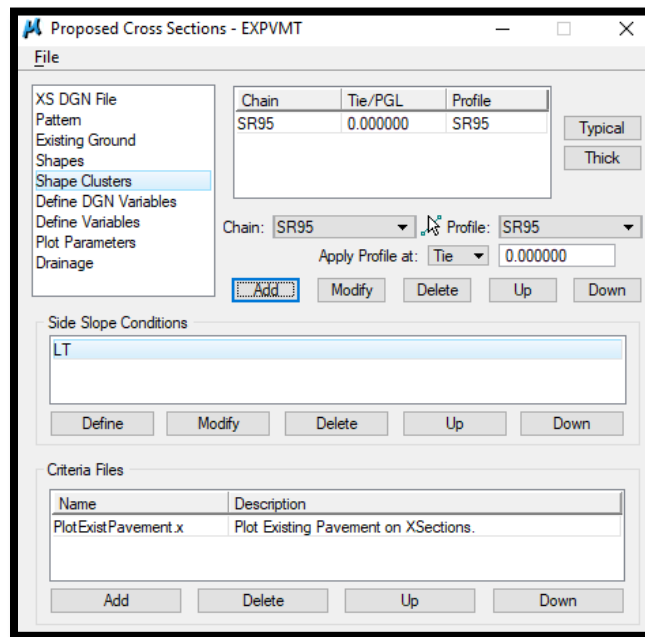 Proposed Cross Sections - EXPVMT
File
XS DGN File
Pattern
Existing Ground
Shapes
Shape Clusters
Define DGN Variables
Define Variables
Plot Parameters
Drainage
Chain Tie/PGL Profile
SR95 0.000000 SR95
Typical
Thick
Chain: SR95 Profile: SR95
Apply Profile at: Tie 0.000000
Add Modify Delete Up Down
Side Slope Conditions
LT
Define Modify Delete Up Down
Criteria Files
Name Description
PlotExistPavement.x Plot Existing Pavement on XSections.
Add Delete Up Down